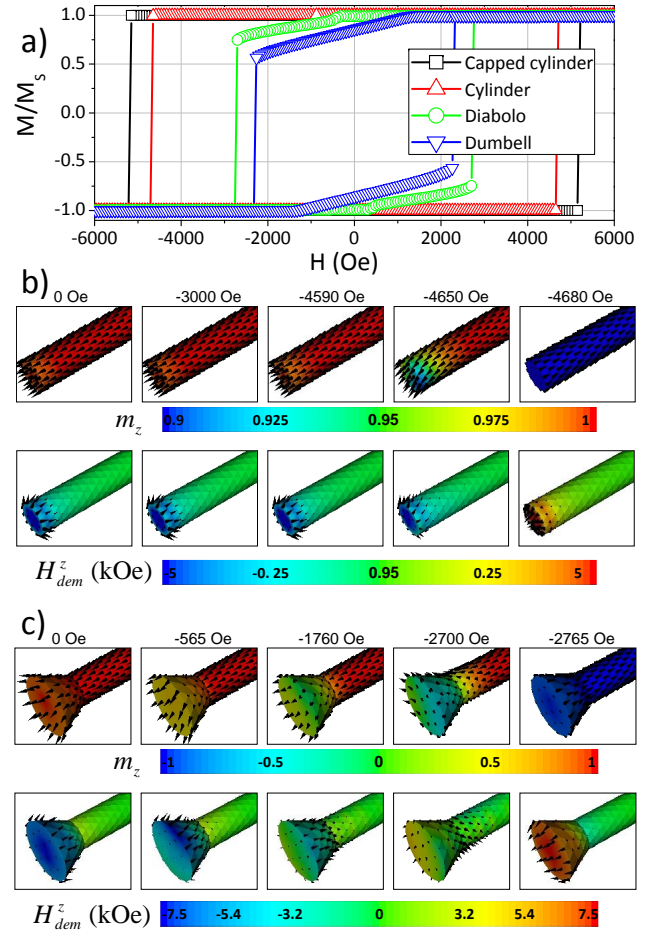 a)
M/M_s
1.0
0.5
0.0
-0.5
-1.0
Capped cylinder
Cylinder
Diabolo
Dumbell
-6000 -4000 -2000 0 2000 4000 6000
H (Oe)
b)
0 Oe -3000 Oe -4590 Oe -4650 Oe -4680 Oe
m_z 0.9 0.925 0.95 0.975 1
H_dem^z (kOe) -5 -0. 25 0.95 0.25 5
c)
0 Oe -565 Oe -1760 Oe -2700 Oe -2765 Oe
m_z -1 -0.5 0 0.5 1
H_dem^z (kOe) -7.5 -5.4 -3.2 0 3.2 5.4 7.5